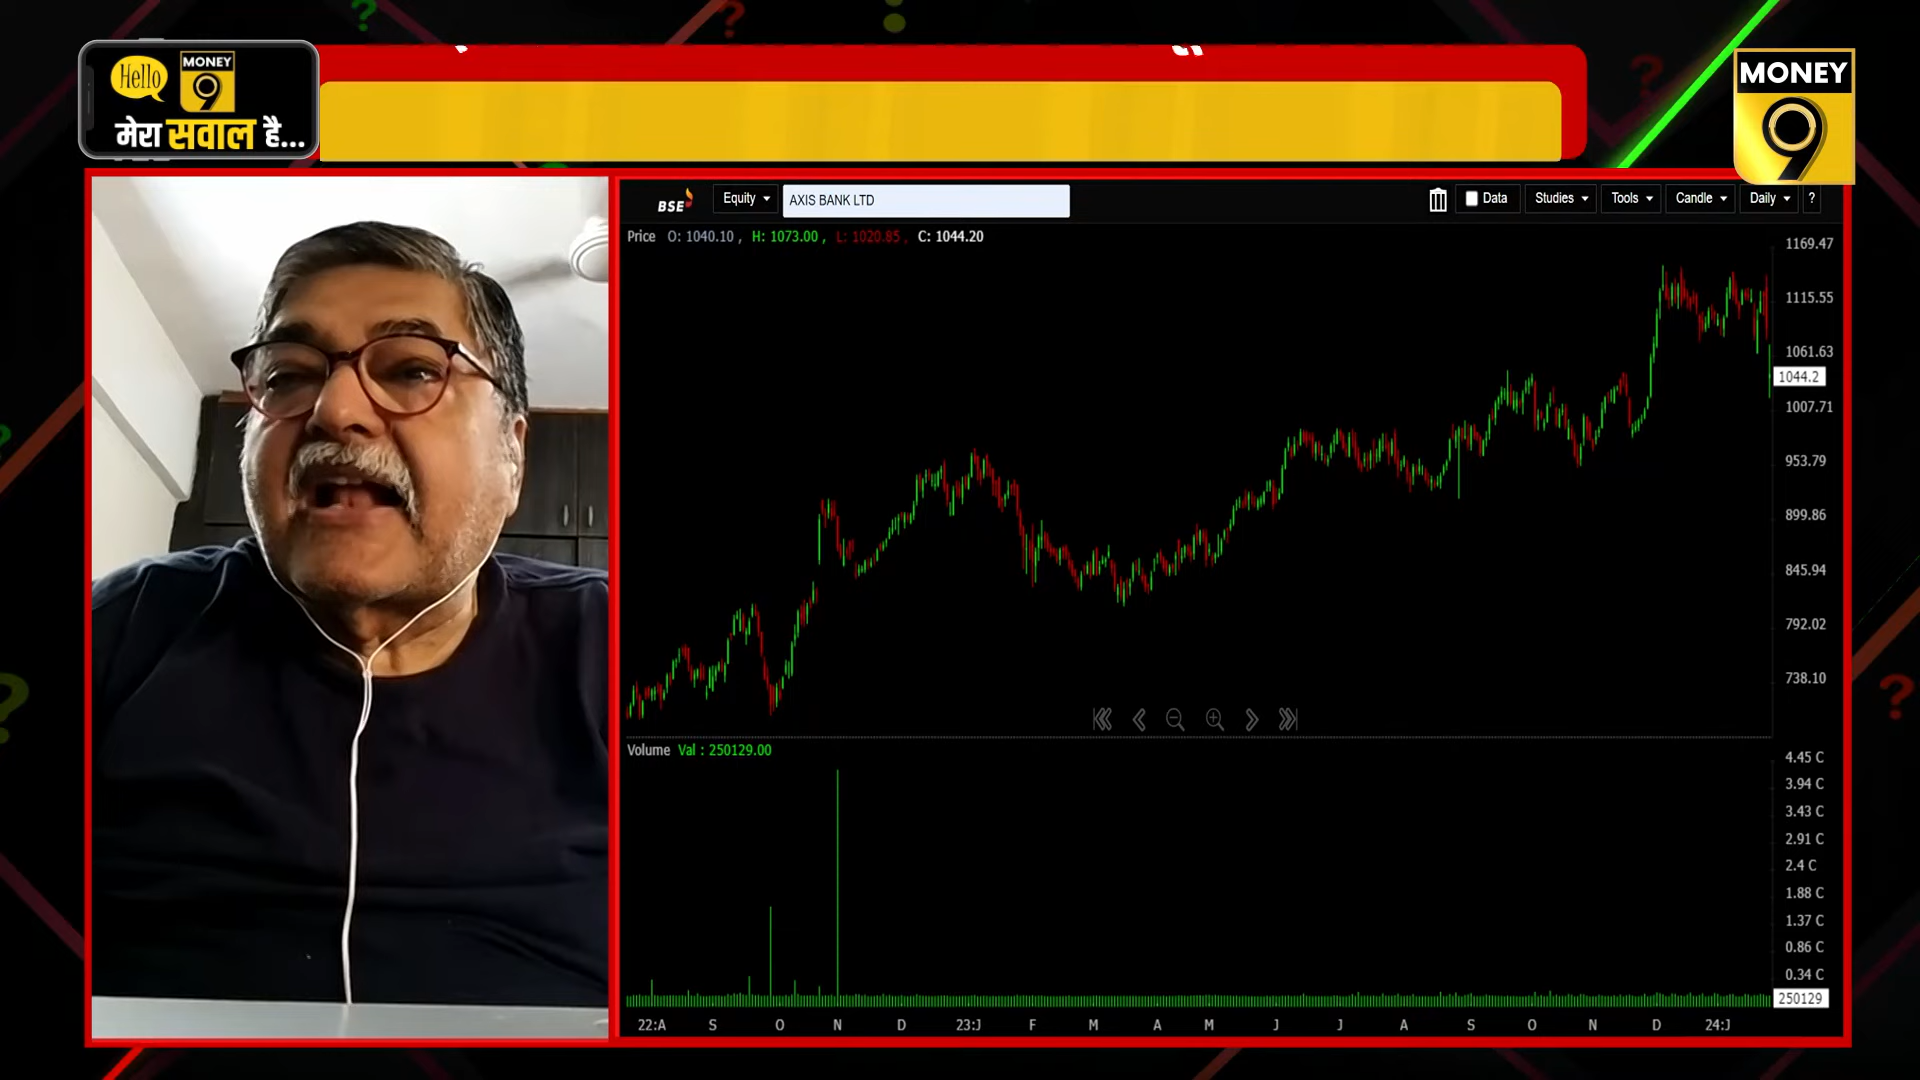 Hello
MONEY
9
मेरा सवाल है...
MONEY
9
BSE
Equity
AXIS BANK LTD
Data
Studies
Tools
Candle
Daily
?
Price O: 1040.10 , H: 1073.00 , L: 1020.85 , C: 1044.20
1169.47
1115.55
1061.63
1044.2
1007.71
953.79
899.86
845.94
792.02
738.10
Volume Val : 250129.00
4.45 C
3.94 C
3.43 C
2.91 C
2.4 C
1.88 C
1.37 C
0.86 C
0.34 C
250129
22:A S O N D 23:J F M A M J J A S O N D 24:J